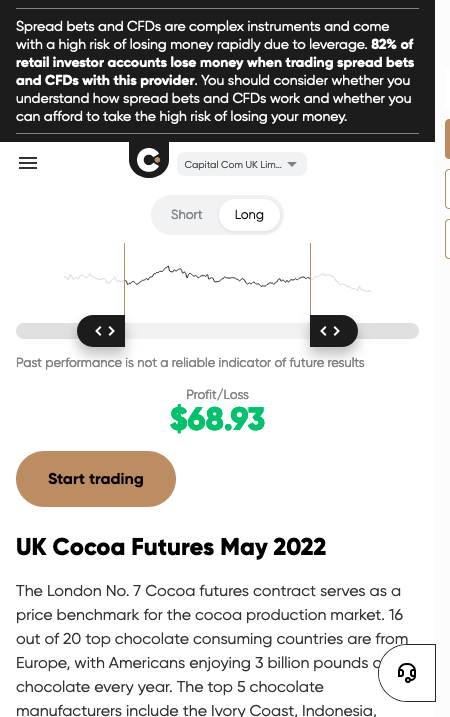 Spread bets and CFDs are complex instruments and come
with a high risk of losing money rapidly due to leverage. 82% of
retail investor accounts lose money when trading spread bets
and CFDs with this provider. You should consider whether you
understand how spread bets and CFDs work and whether you
can afford to take the high risk of losing your money.
Capital Com UK Lim...
Short
Long
Past performance is not a reliable indicator of future results
Profit/Loss
$68.93
Start trading
UK Cocoa Futures May 2022
The London No. 7 Cocoa futures contract serves as a
price benchmark for the cocoa production market. 16
out of 20 top chocolate consuming countries are from
Europe, with Americans enjoying 3 billion pounds
chocolate every year. The top 5 chocolate
manufacturers include the Ivory Coast, Indonesia,